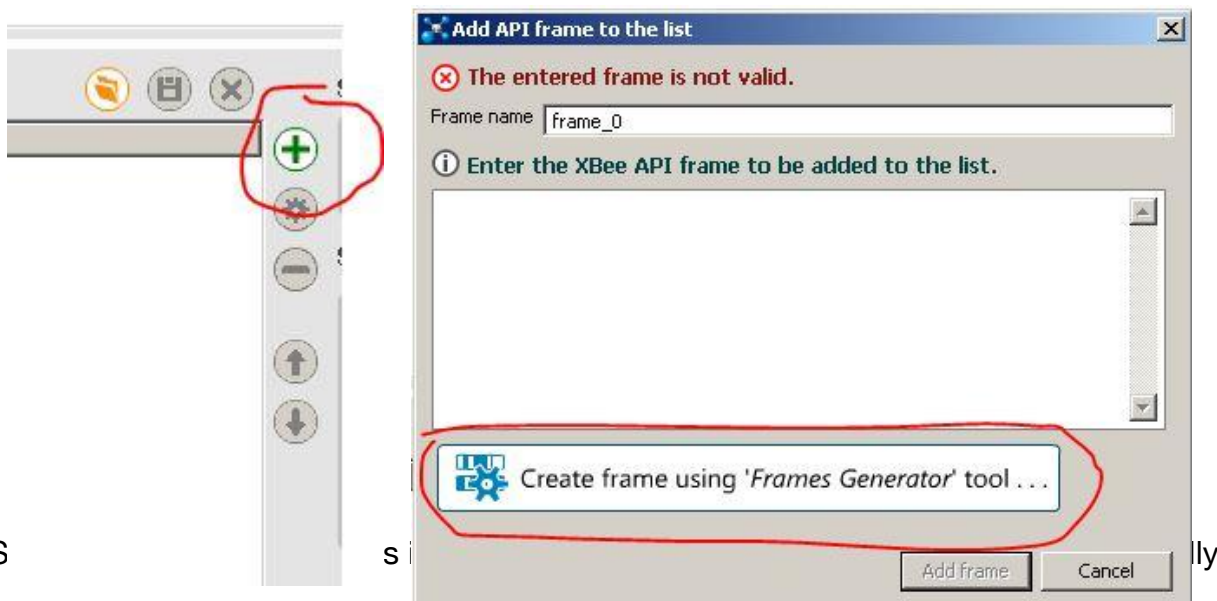 Add API frame to the list
The entered frame is not valid.
Frame name frame_0
Enter the XBee API frame to be added to the list.
Create frame using 'Frames Generator' tool . . .
Add frame Cancel